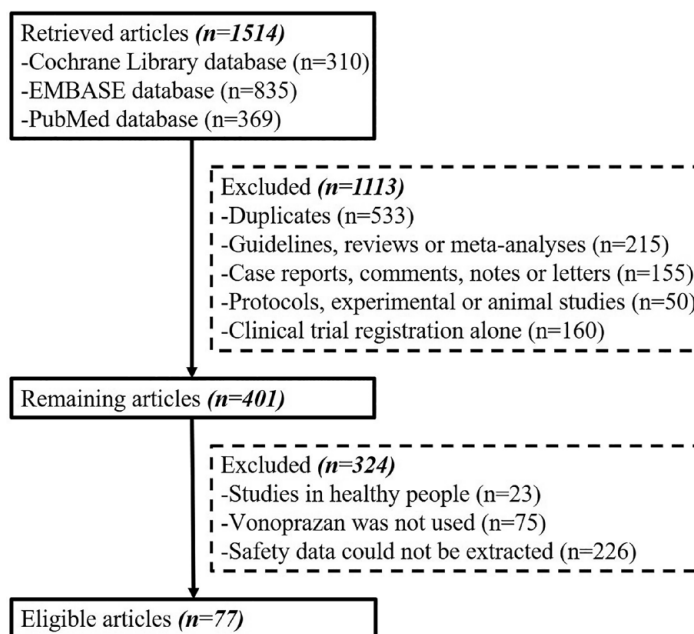 Retrieved articles (n=1514)
-Cochrane Library database (n=310)
-EMBASE database (n=835)
-PubMed database (n=369)
Excluded (n=1113)
-Duplicates (n=533)
-Guidelines, reviews or meta-analyses (n=215)
-Case reports, comments, notes or letters (n=155)
-Protocols, experimental or animal studies (n=50)
-Clinical trial registration alone (n=160)
Remaining articles (n=401)
Excluded (n=324)
-Studies in healthy people (n=23)
-Vonoprazan was not used (n=75)
-Safety data could not be extracted (n=226)
Eligible articles (n=77)